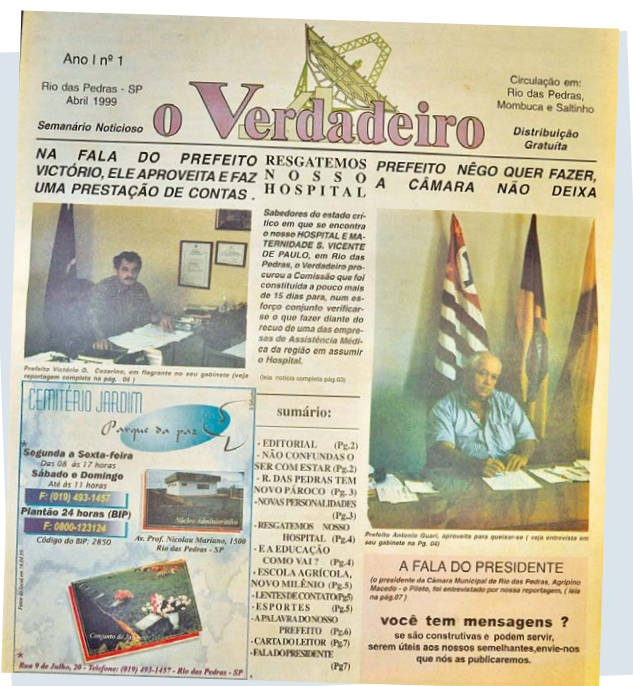 Ano I nº 1
Rio das Pedras - SP
Abril 1999
Semanário Noticioso
o Verdadeiro
Circulação em:
Rio das Pedras,
Mombuca e Saltinho
Distribuição
Gratuíta
NA FALA DO PREFEITO
VICTÓRIO, ELE APROVEITA E FAZ
UMA PRESTAÇÃO DE CONTAS .
Prefeito Victório O. Cezarino, em flagrante no seu gabinete (veja
reportagem completa na pág. 06 )
RESGATEMOS
NOSSO
HOSPITAL
Sabedores do estado crí-
tico em que se encontra
o nosso HOSPITAL E MA-
TERNIDADE S. VICENTE
DE PAULO, em Rio das
Pedras, o Verdadeiro pro-
curou a Comissão que foi
constituída a pouco mais
de 15 dias para, num es-
forço conjunto verificar-
se o que fazer diante do
recuo de uma das empre-
sas de Assistência Médi-
ca da região em assumir
o Hospital.
(leia notícia completa pág.03)
PREFEITO NÊGO QUER FAZER,
A CÂMARA NÃO DEIXA
Prefeito Antonio Guari, aproveita para queixar-se ( veja entrevista em
seu gabinete na Pg. 04)
CEMITÉRIO JARDIM
Parque da paz
Segunda a Sexta-feira
Das 08 às 17 horas
Sábado e Domingo
Até às 11 horas
F: (019) 493-1457
Plantão 24 horas (BIP)
F: 0800-123124
Código do BIP: 2850
Núcleo Administrativo
Av. Prof. Nicolau Mariano, 1500
Rio das Pedras - SP
Conjunto de
Rua 9 de Julho, 20 - Telefone: (019) 493-1457 - Rio das Pedras - SP
sumário:
- EDITORIAL (Pg.2)
- NÃO CONFUNDAS O
SER COM ESTAR (Pg.2)
- R. DAS PEDRAS TEM
NOVO PÁROCO (Pg. 3)
- NOVAS PERSONALIDADES
(Pg.3)
- RESGATEMOS NOSSO
HOSPITAL (Pg.4)
- E A EDUCAÇÃO
COMO VAI ? (Pg.4)
- ESCOLA AGRÍCOLA,
NOVO MILÊNIO (Pg.5)
- LENTES DE CONTATO (Pg5)
- ESPORTES (Pg.5)
- A PALAVRA DO NOSSO
PREFEITO (Pg.6)
- CARTA DO LEITOR (Pg.7)
- FALA DO PRESIDENTE
(Pg7)
A FALA DO PRESIDENTE
(o presidente da Câmara Municipal de Rio das Pedras, Agripino
Macedo - o Piloto, foi entrevistado por nossa reportagem, ( leia
na pág.07 )
você tem mensagens ?
se são construtivas e podem servir,
serem úteis aos nossos semelhantes,envie-nos
que nós as publicaremos.